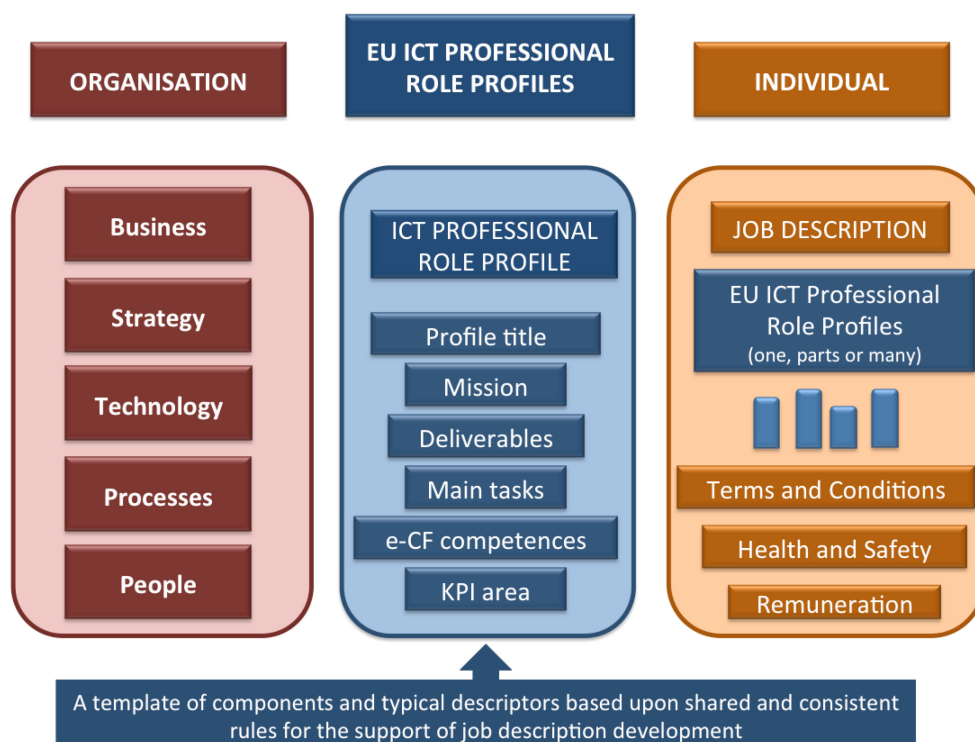 ORGANISATION
EU ICT PROFESSIONAL
ROLE PROFILES
INDIVIDUAL
Business
Strategy
Technology
Processes
People
ICT PROFESSIONAL
ROLE PROFILE
Profile title
Mission
Deliverables
Main tasks
e-CF competences
KPI area
JOB DESCRIPTION
EU ICT Professional
Role Profiles
(one, parts or many)
Terms and Conditions
Health and Safety
Remuneration
A template of components and typical descriptors based upon shared and consistent
rules for the support of job description development